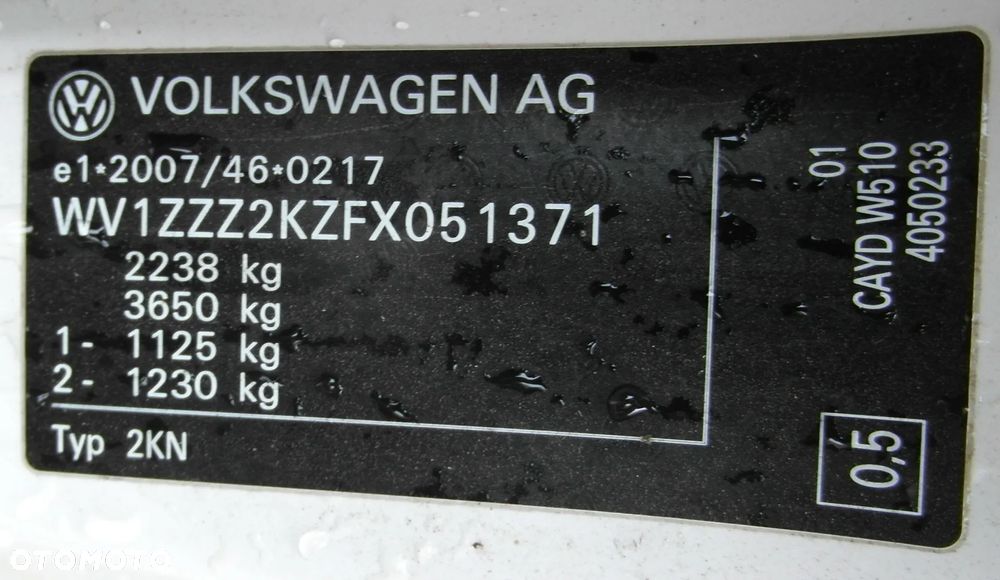 VOLKSWAGEN AG
e1*2007/46*0217
WV1ZZZ2KZFX051371
2238 kg
3650 kg
1- 1125 kg
2- 1230 kg
Typ 2KN
01
CAYD W510
4050233
0,5
OTOMOTO